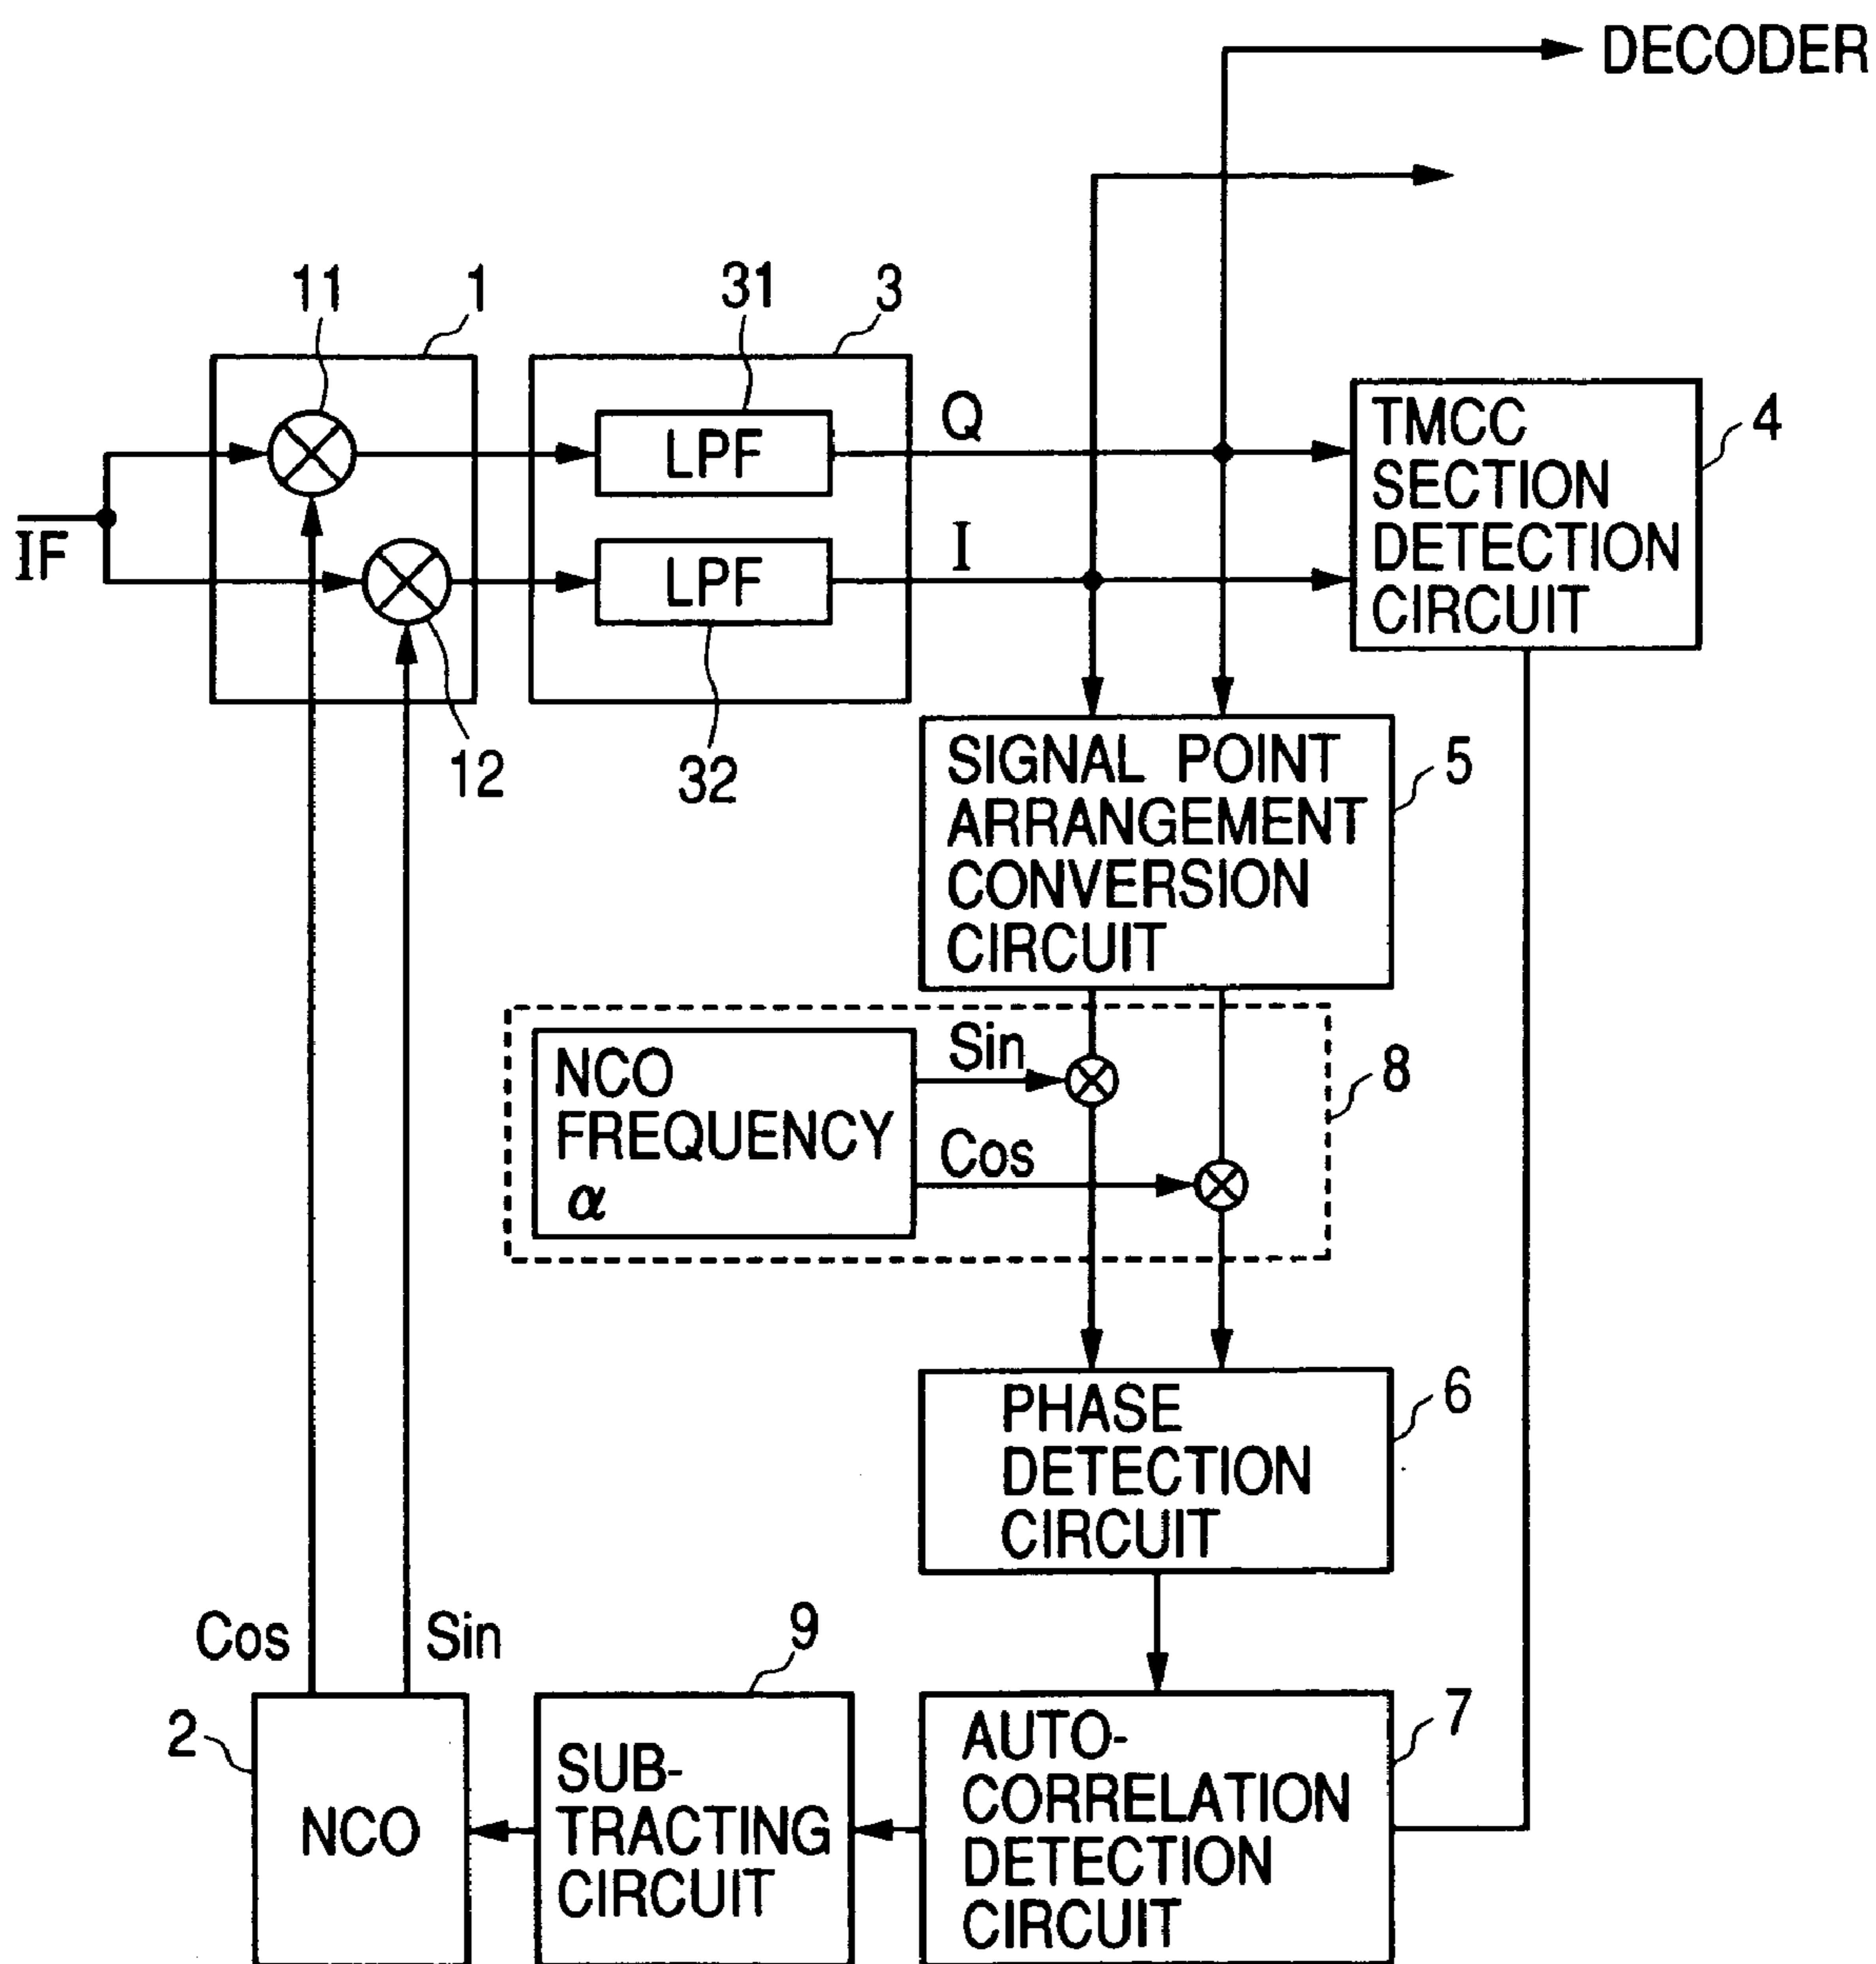 DECODER
11
1
31
3
Q
LPF
TMCC
SECTION
DETECTION
CIRCUIT
4
IF
I
LPF
12
32
SIGNAL POINT
ARRANGEMENT
CONVERSION
CIRCUIT
5
NCO
FREQUENCY
α
Sin
Cos
8
PHASE
DETECTION
CIRCUIT
6
Cos
Sin
9
2
NCO
SUB-
TRACTING
CIRCUIT
AUTO-
CORRELATION
DETECTION
CIRCUIT
7